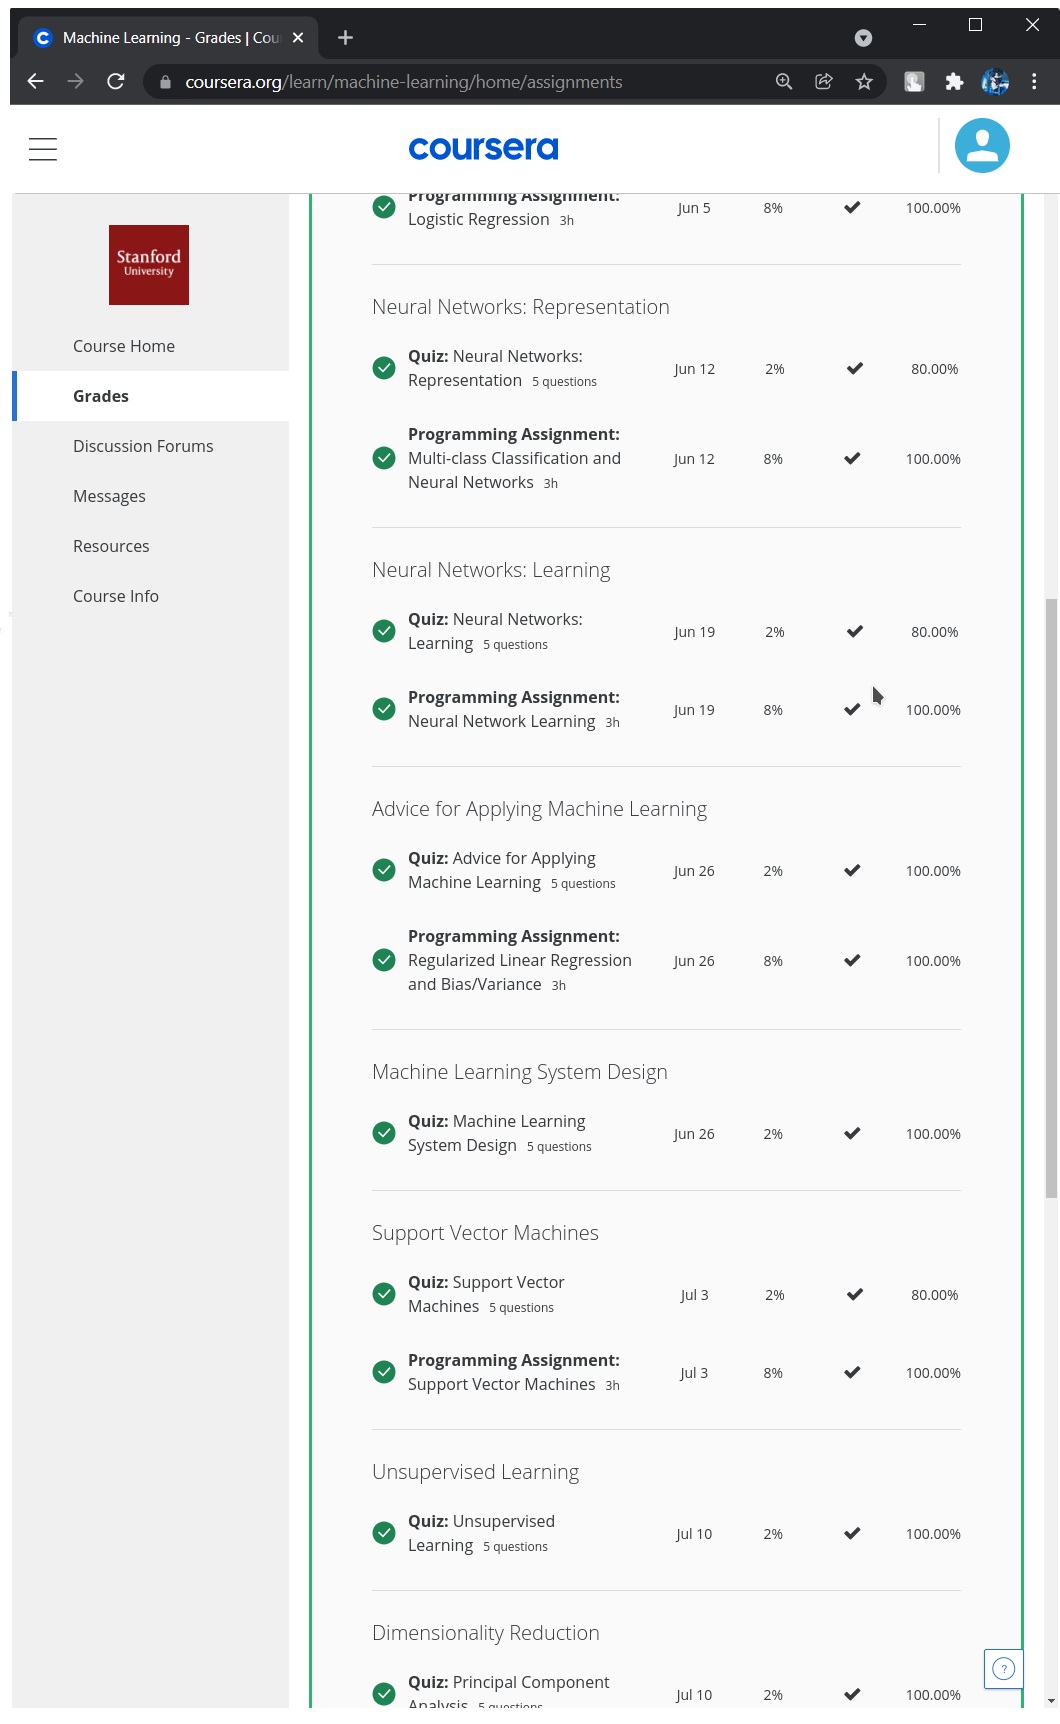 Machine Learning - Grades | Cou
coursera.org/learn/machine-learning/home/assignments
coursera
Stanford
University
Course Home
Grades
Discussion Forums
Messages
Resources
Course Info
Programming Assignment:
Logistic Regression 3h Jun 5 8% 100.00%
Neural Networks: Representation
Quiz: Neural Networks:
Representation 5 questions Jun 12 2% 80.00%
Programming Assignment:
Multi-class Classification and Jun 12 8% 100.00%
Neural Networks 3h
Neural Networks: Learning
Quiz: Neural Networks:
Learning 5 questions Jun 19 2% 80.00%
Programming Assignment:
Neural Network Learning 3h Jun 19 8% 100.00%
Advice for Applying Machine Learning
Quiz: Advice for Applying
Machine Learning 5 questions Jun 26 2% 100.00%
Programming Assignment:
Regularized Linear Regression Jun 26 8% 100.00%
and Bias/Variance 3h
Machine Learning System Design
Quiz: Machine Learning
System Design 5 questions Jun 26 2% 100.00%
Support Vector Machines
Quiz: Support Vector
Machines 5 questions Jul 3 2% 80.00%
Programming Assignment:
Support Vector Machines 3h Jul 3 8% 100.00%
Unsupervised Learning
Quiz: Unsupervised
Learning 5 questions Jul 10 2% 100.00%
Dimensionality Reduction
Quiz: Principal Component
Analysis 5 questions Jul 10 2% 100.00%
?